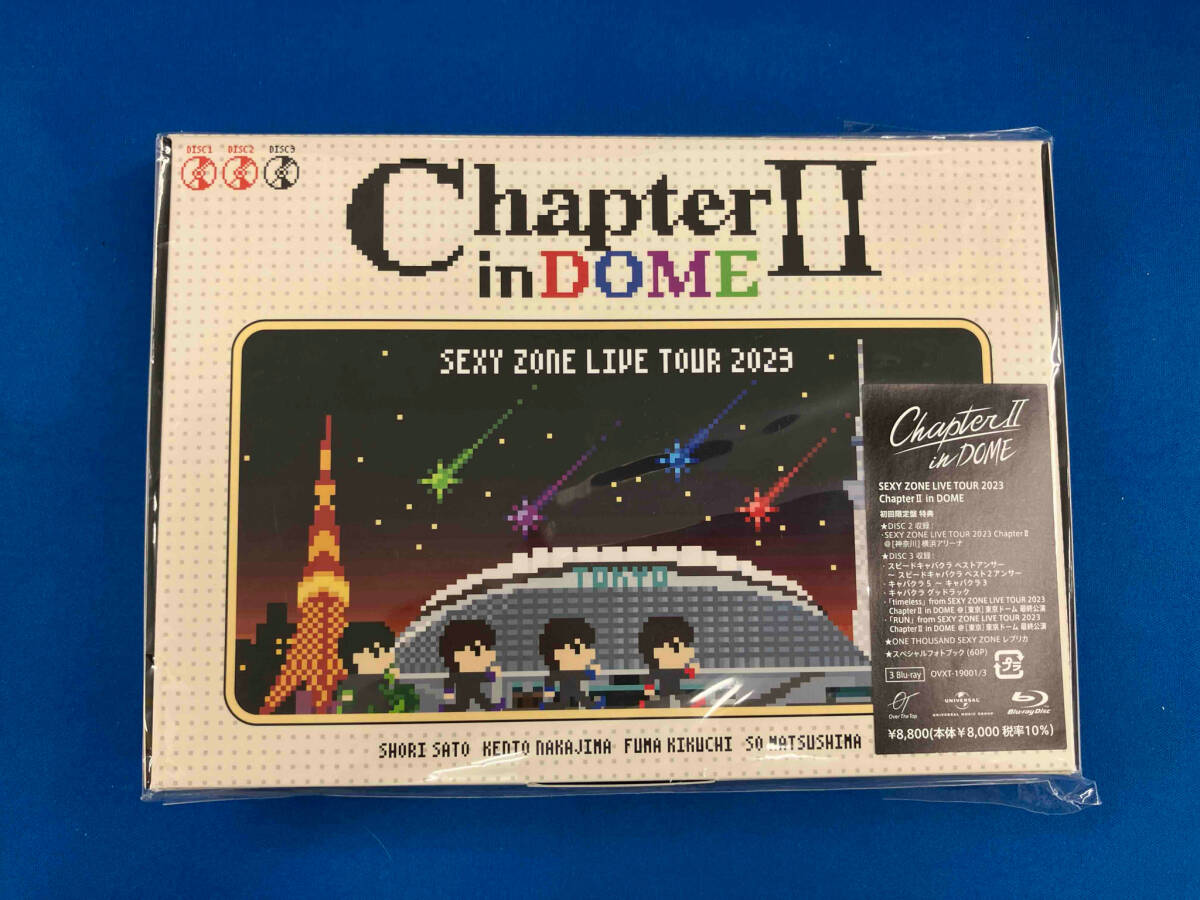 DISC1 DISC2 DISC3
Chapter II
in DOME
SEXY ZONE LIVE TOUR 2023
TOKYO
SHORI SATO KENTO NAKAJIMA FUMA KIKUCHI SO MATSUSHIMA
Chapter II
in DOME
SEXY ZONE LIVE TOUR 2023
Chapter Ⅱ in DOME
初回限定盤 特典
★DISC 2 収録:
・SEXY ZONE LIVE TOUR 2023 Chapter Ⅱ
@[神奈川] 横浜アリーナ
★DISC 3 収録:
・スピードキャバクラ ベストアンサー
～ スピードキャバクラ ベスト2アンサー
・キャバクラ5 ～ キャバクラ3
・キャバクラ グッドラック
・「timeless」 from SEXY ZONE LIVE TOUR 2023
Chapter Ⅱ in DOME @[東京] 東京ドーム 最終公演
・「RUN」 from SEXY ZONE LIVE TOUR 2023
Chapter Ⅱ in DOME @[東京] 東京ドーム 最終公演
★ONE THOUSAND SEXY ZONE レプリカ
★スペシャルフォトブック (60P)
プラ
3 Blu-ray OVXT-19001/3
Over The Top
UNIVERSAL
UNIVERSAL MUSIC GROUP
Blu-ray Disc
¥8,800(本体¥8,000 税率10%)